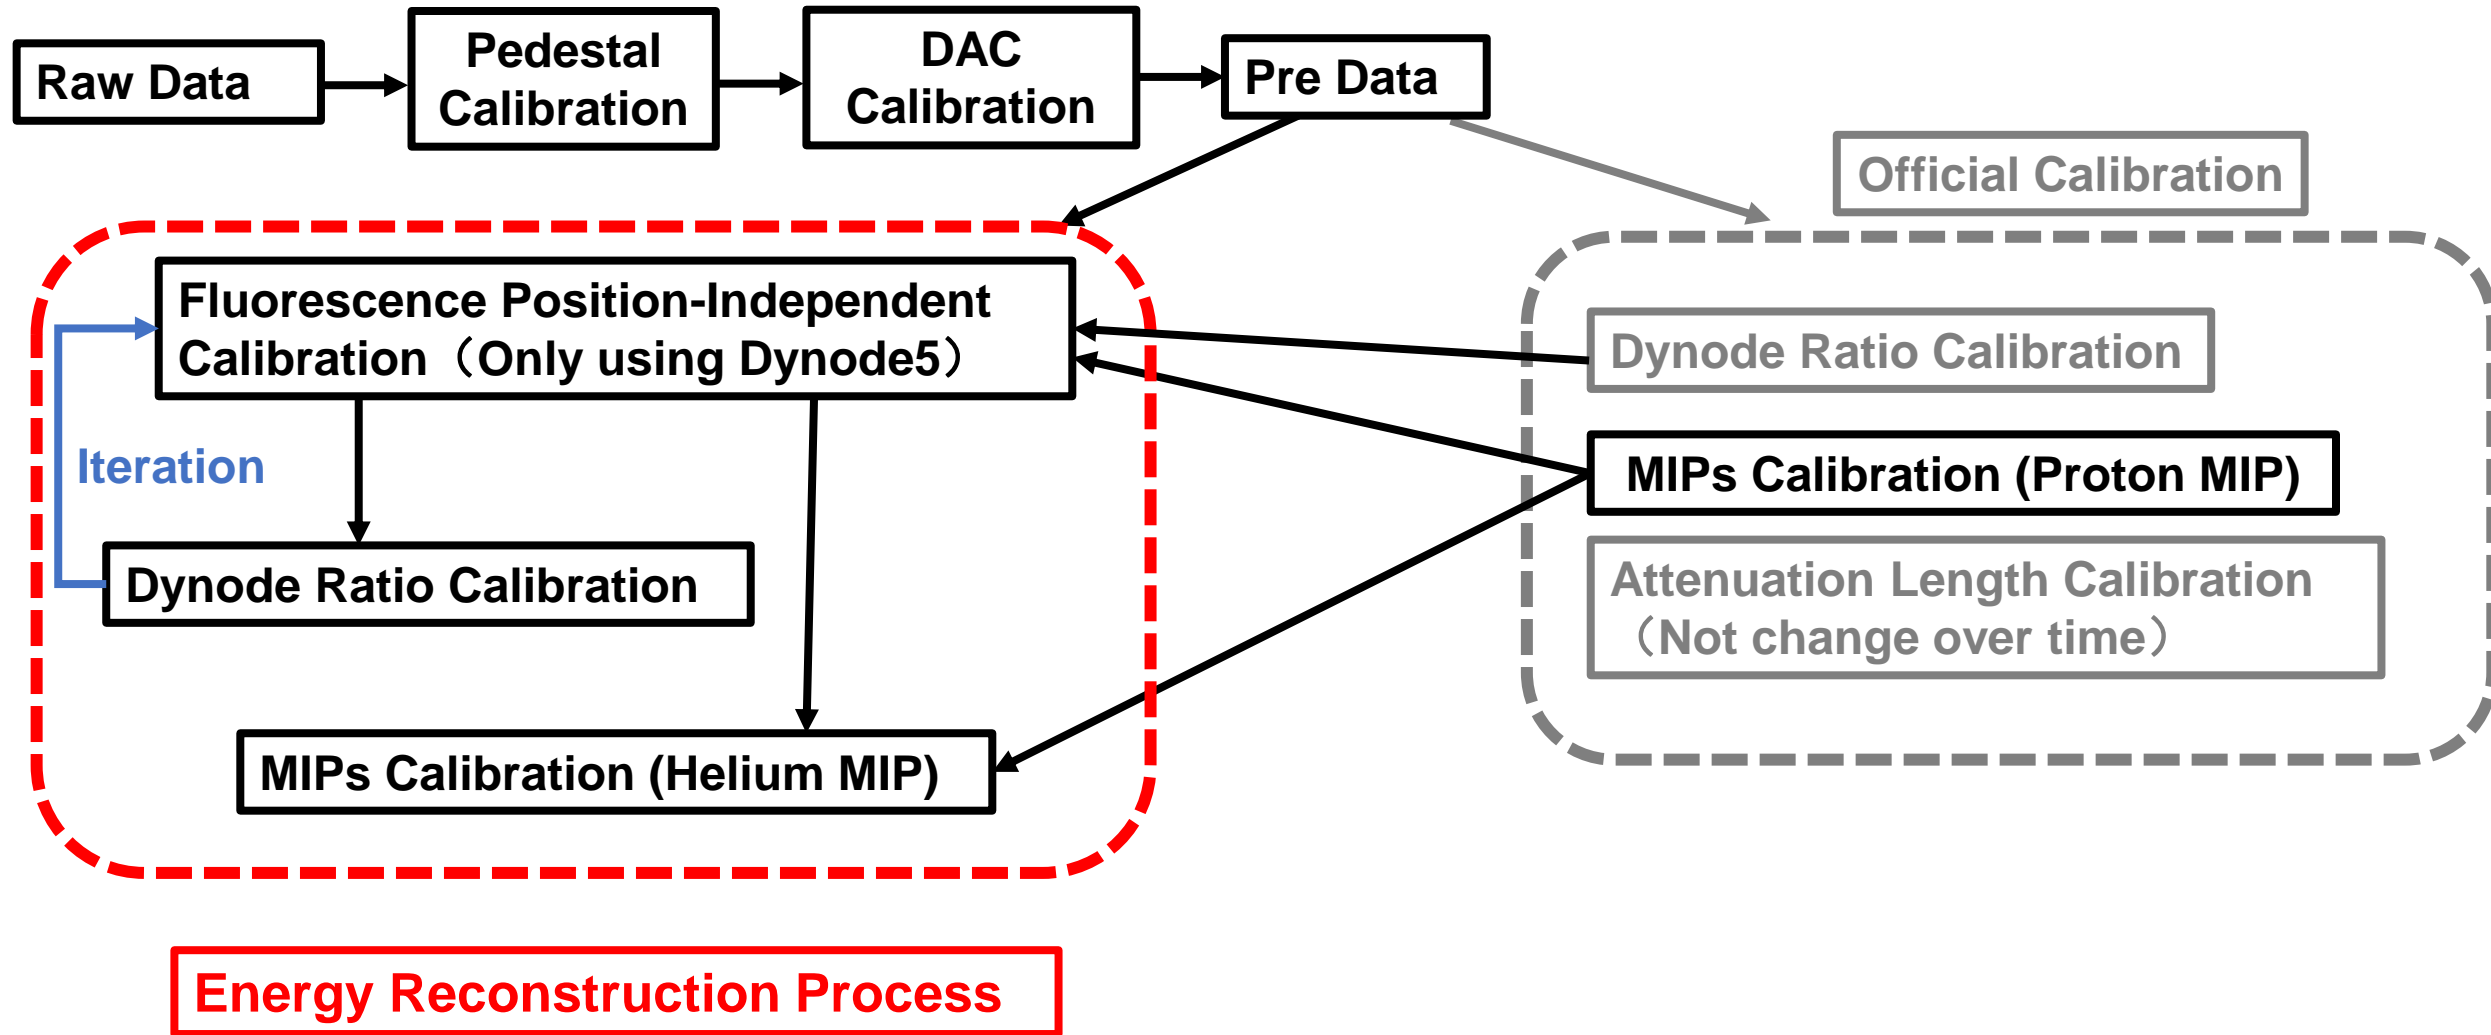 Raw Data
Pedestal
Calibration
DAC
Calibration
Pre Data
Official Calibration
Fluorescence Position-Independent
Calibration（Only using Dynode5）
Dynode Ratio Calibration
Iteration
MIPs Calibration (Proton MIP)
Dynode Ratio Calibration
Attenuation Length Calibration
（Not change over time）
MIPs Calibration (Helium MIP)
Energy Reconstruction Process